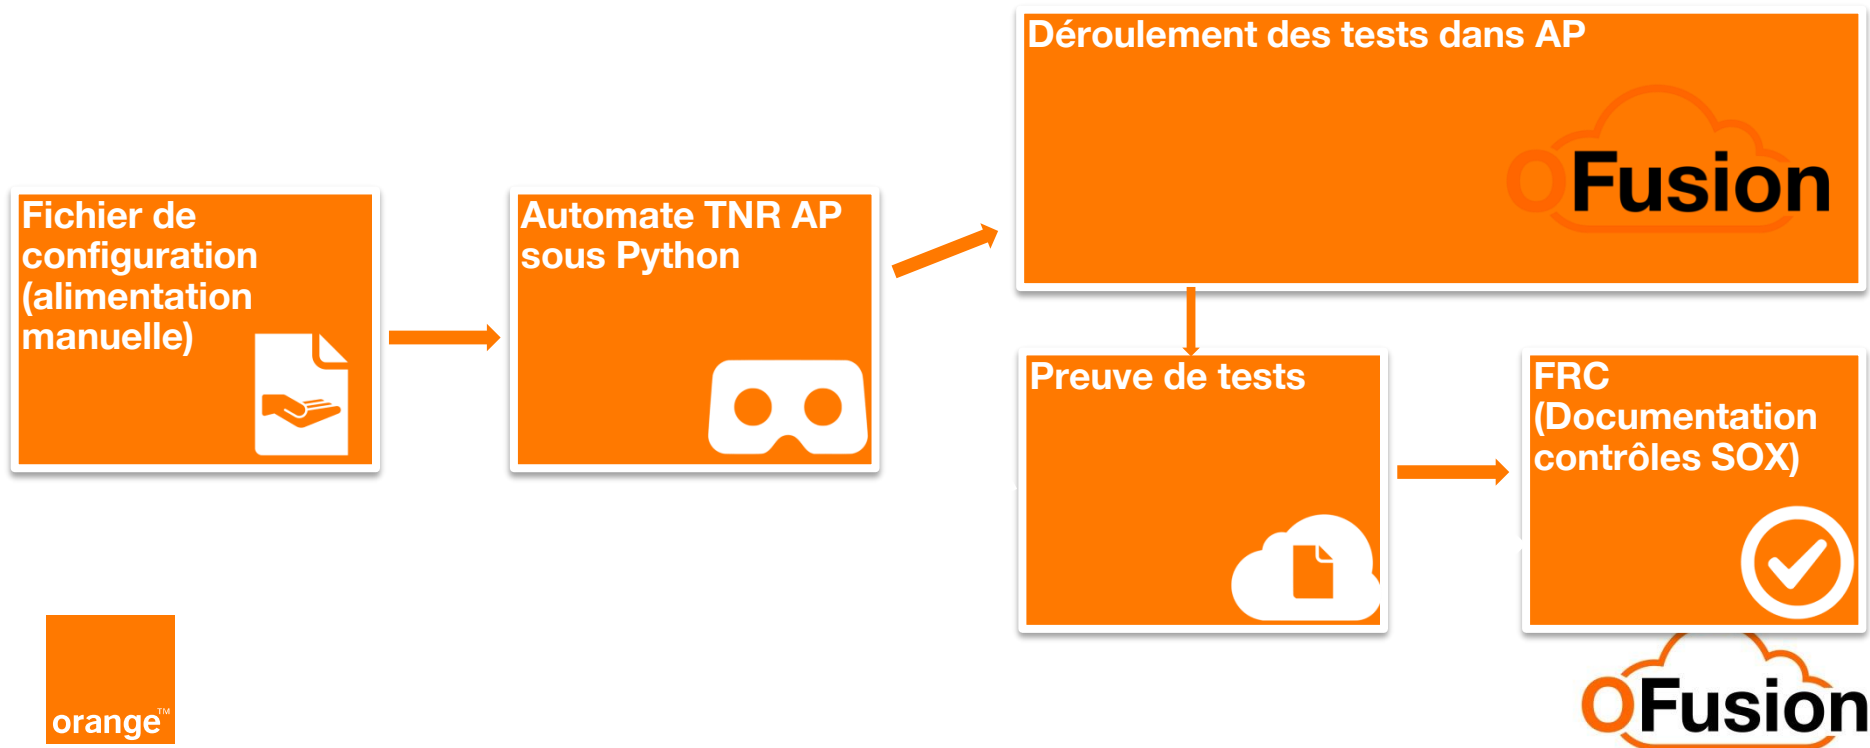 Déroulement des tests dans AP
OFusion
Fichier de
configuration
(alimentation
manuelle)
Automate TNR AP
sous Python
Preuve de tests
FRC
(Documentation
contrôles SOX)
orange™
OFusion